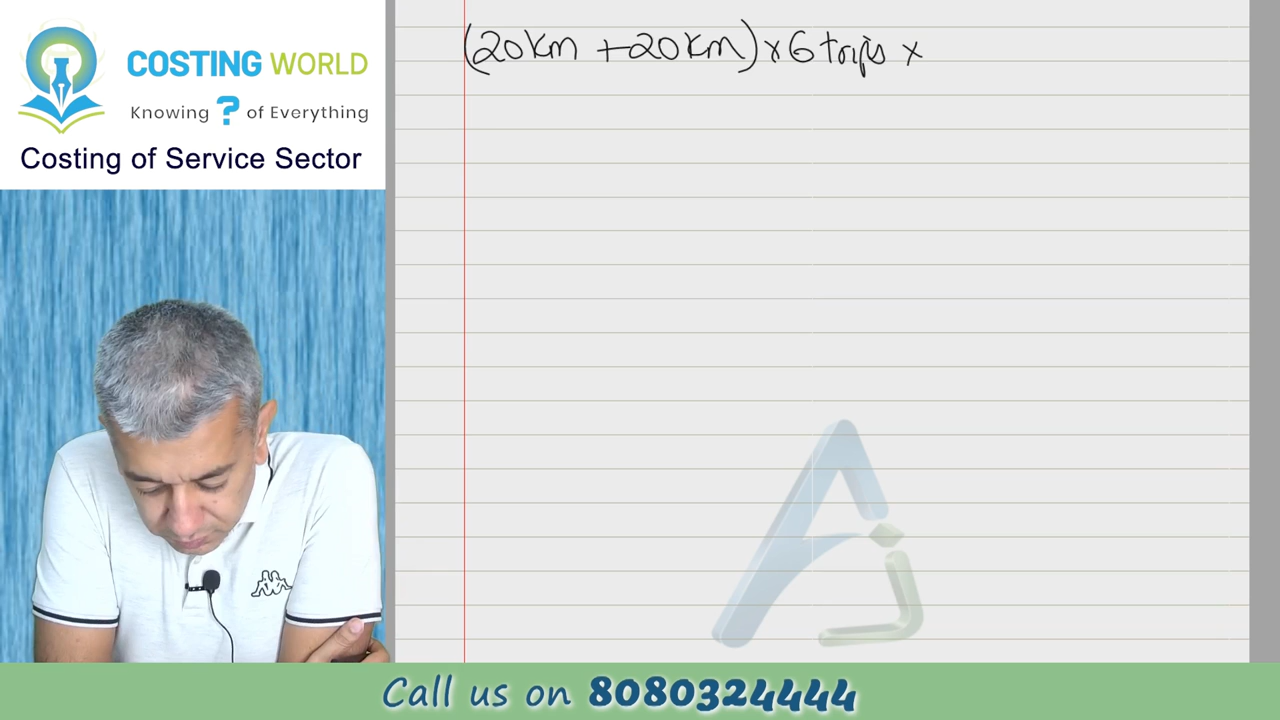 COSTING WORLD
Knowing ? of Everything
Costing of Service Sector
(20km + 20km) × 6 trips ×
Call us on 8080324444